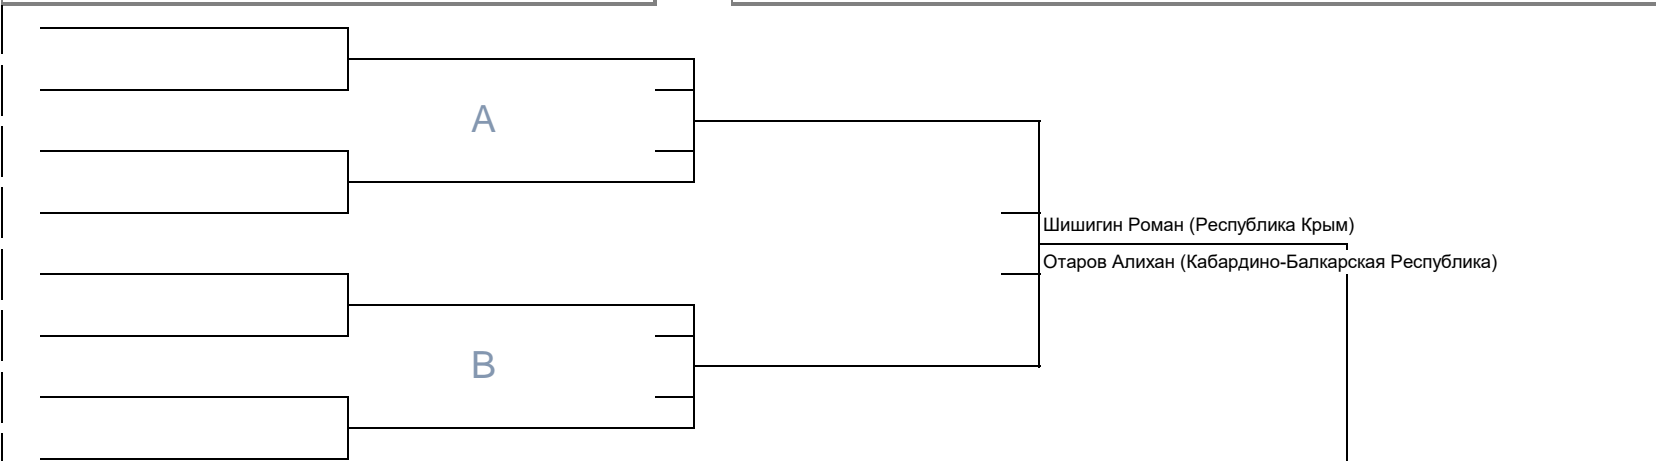 A
Шишигин Роман (Республика Крым)
Отаров Алихан (Кабардино-Балкарская Республика)
B